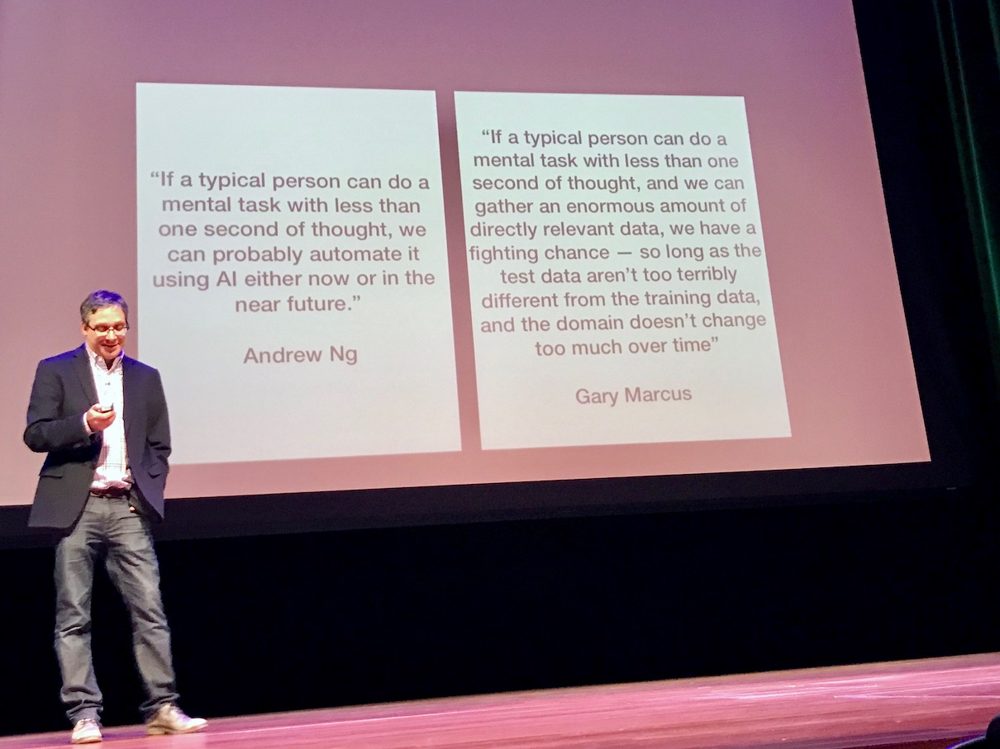 “If a typical person can do a
mental task with less than
one second of thought, we
can probably automate it
using AI either now or in the
near future.”
Andrew Ng
“If a typical person can do a
mental task with less than one
second of thought, and we can
gather an enormous amount of
directly relevant data, we have a
fighting chance — so long as the
test data aren’t too terribly
different from the training data,
and the domain doesn’t change
too much over time”
Gary Marcus